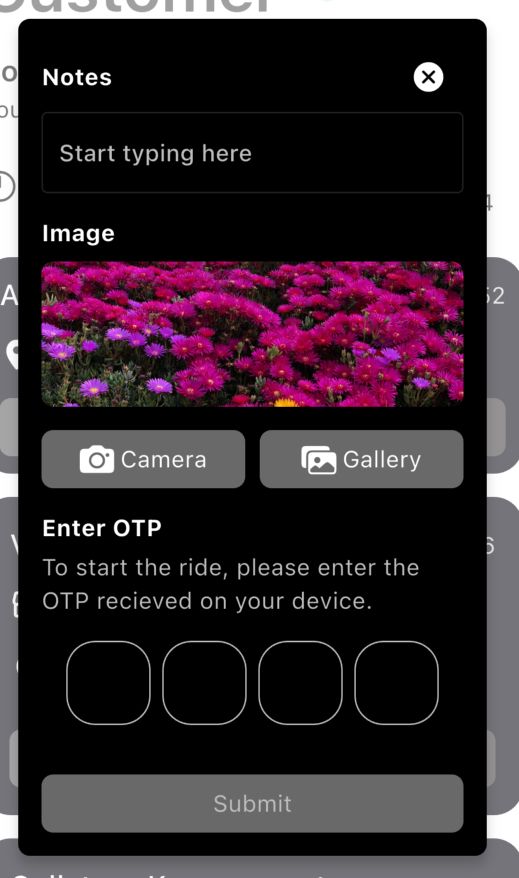 Customer
Notes
Start typing here
Image
Camera
Gallery
Enter OTP
To start the ride, please enter the
OTP recieved on your device.
Submit